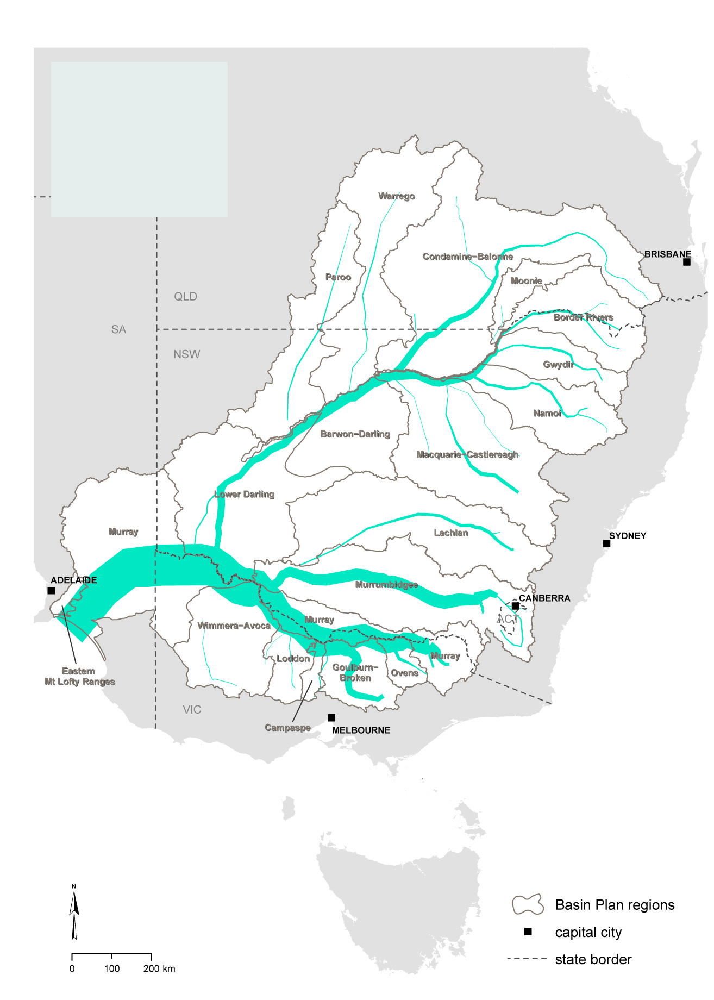 Warrego
Condamine-Balonne
BRISBANE
Paroo
Moonie
QLD
Border Rivers
SA
NSW
Gwydir
Namoi
Barwon-Darling
Macquarie-Castlereagh
Lower Darling
Murray
Lachlan
SYDNEY
ADELAIDE
Murrumbidgee
CANBERRA
ACT
Murray
Wimmera-Avoca
Murray
Loddon
Goulburn-
Broken
Ovens
Eastern
Mt Lofty Ranges
VIC
Campaspe
MELBOURNE
N
Basin Plan regions
capital city
state border
0 100 200 km